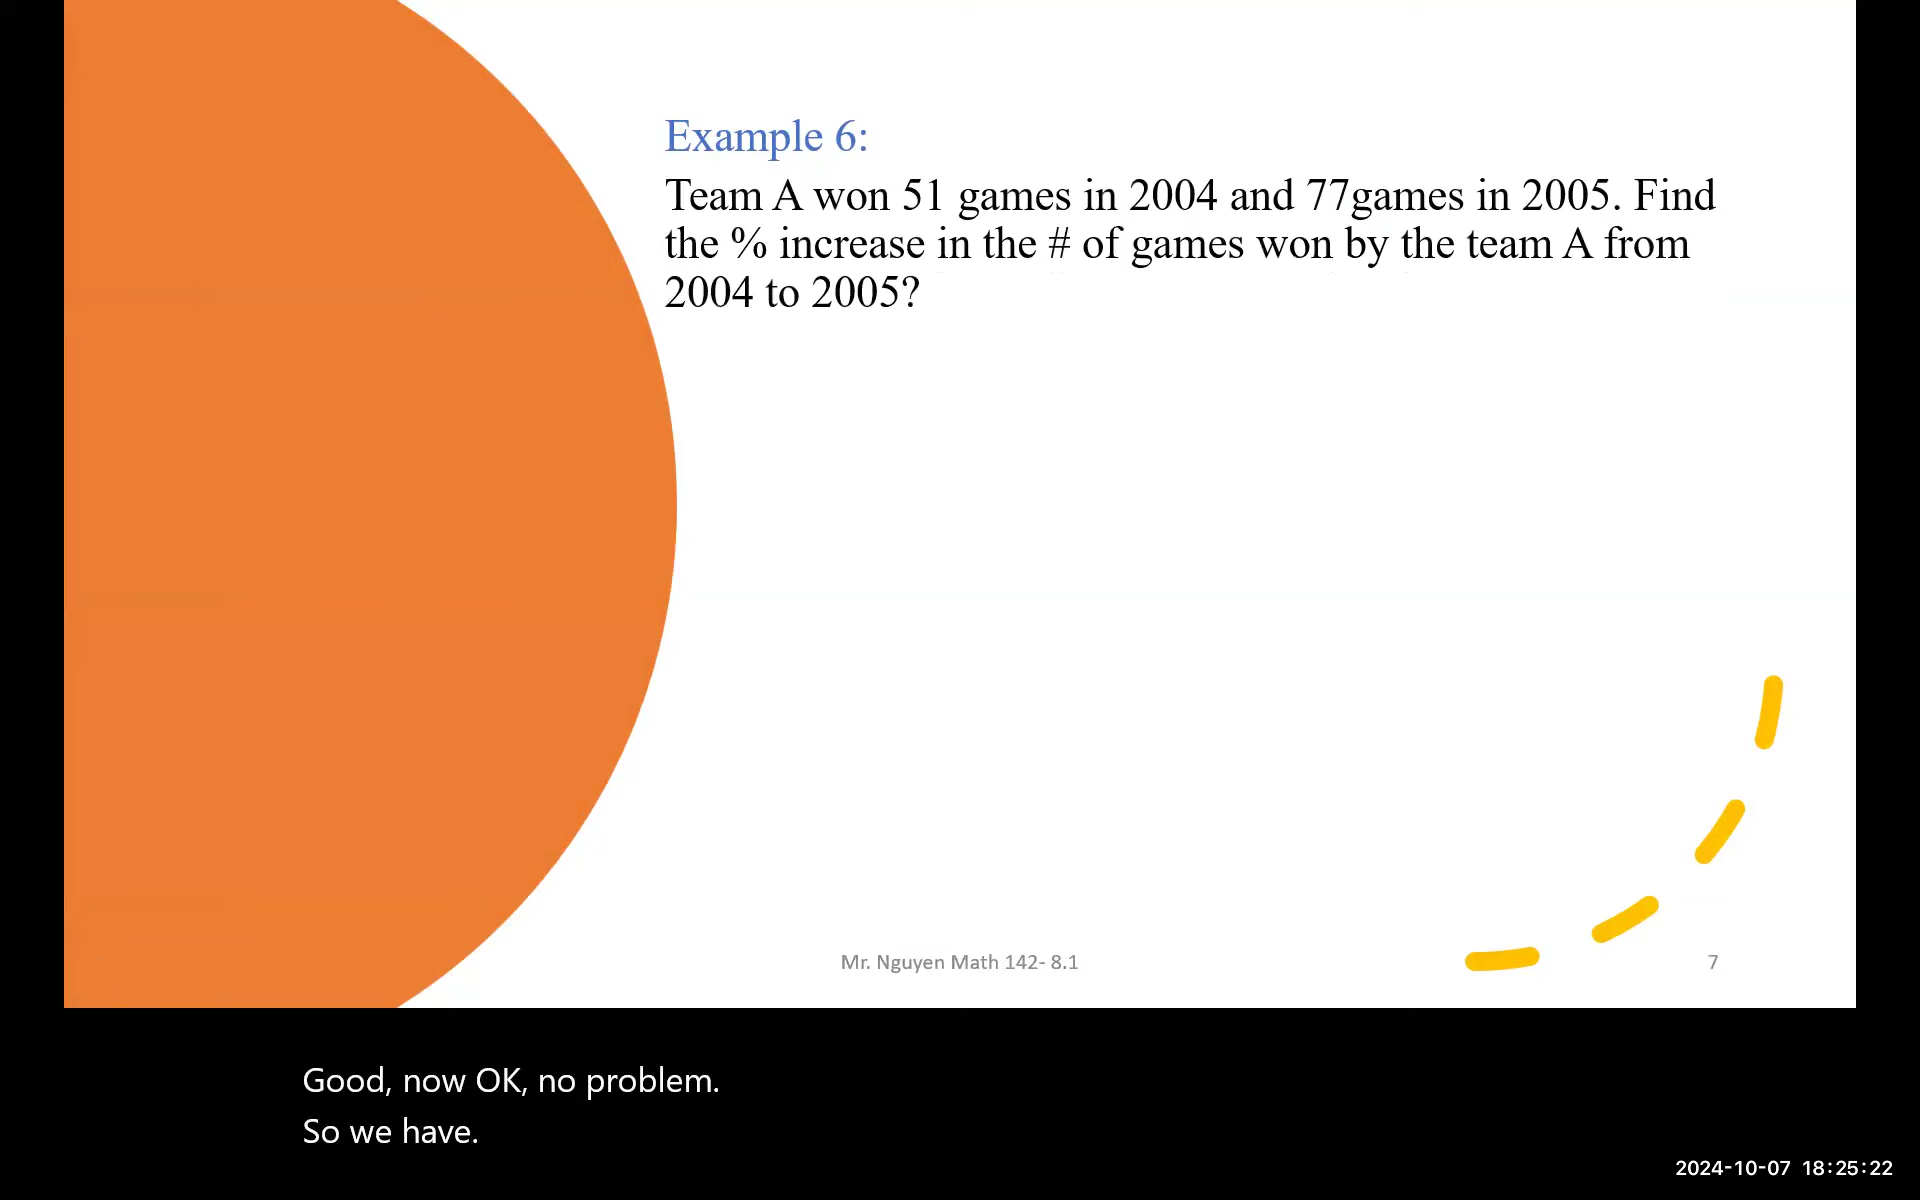 Example 6:
Team A won 51 games in 2004 and 77games in 2005. Find
the % increase in the # of games won by the team A from
2004 to 2005?
Mr. Nguyen Math 142- 8.1
7
Good, now OK, no problem.
So we have.
2024-10-07 18:25:22